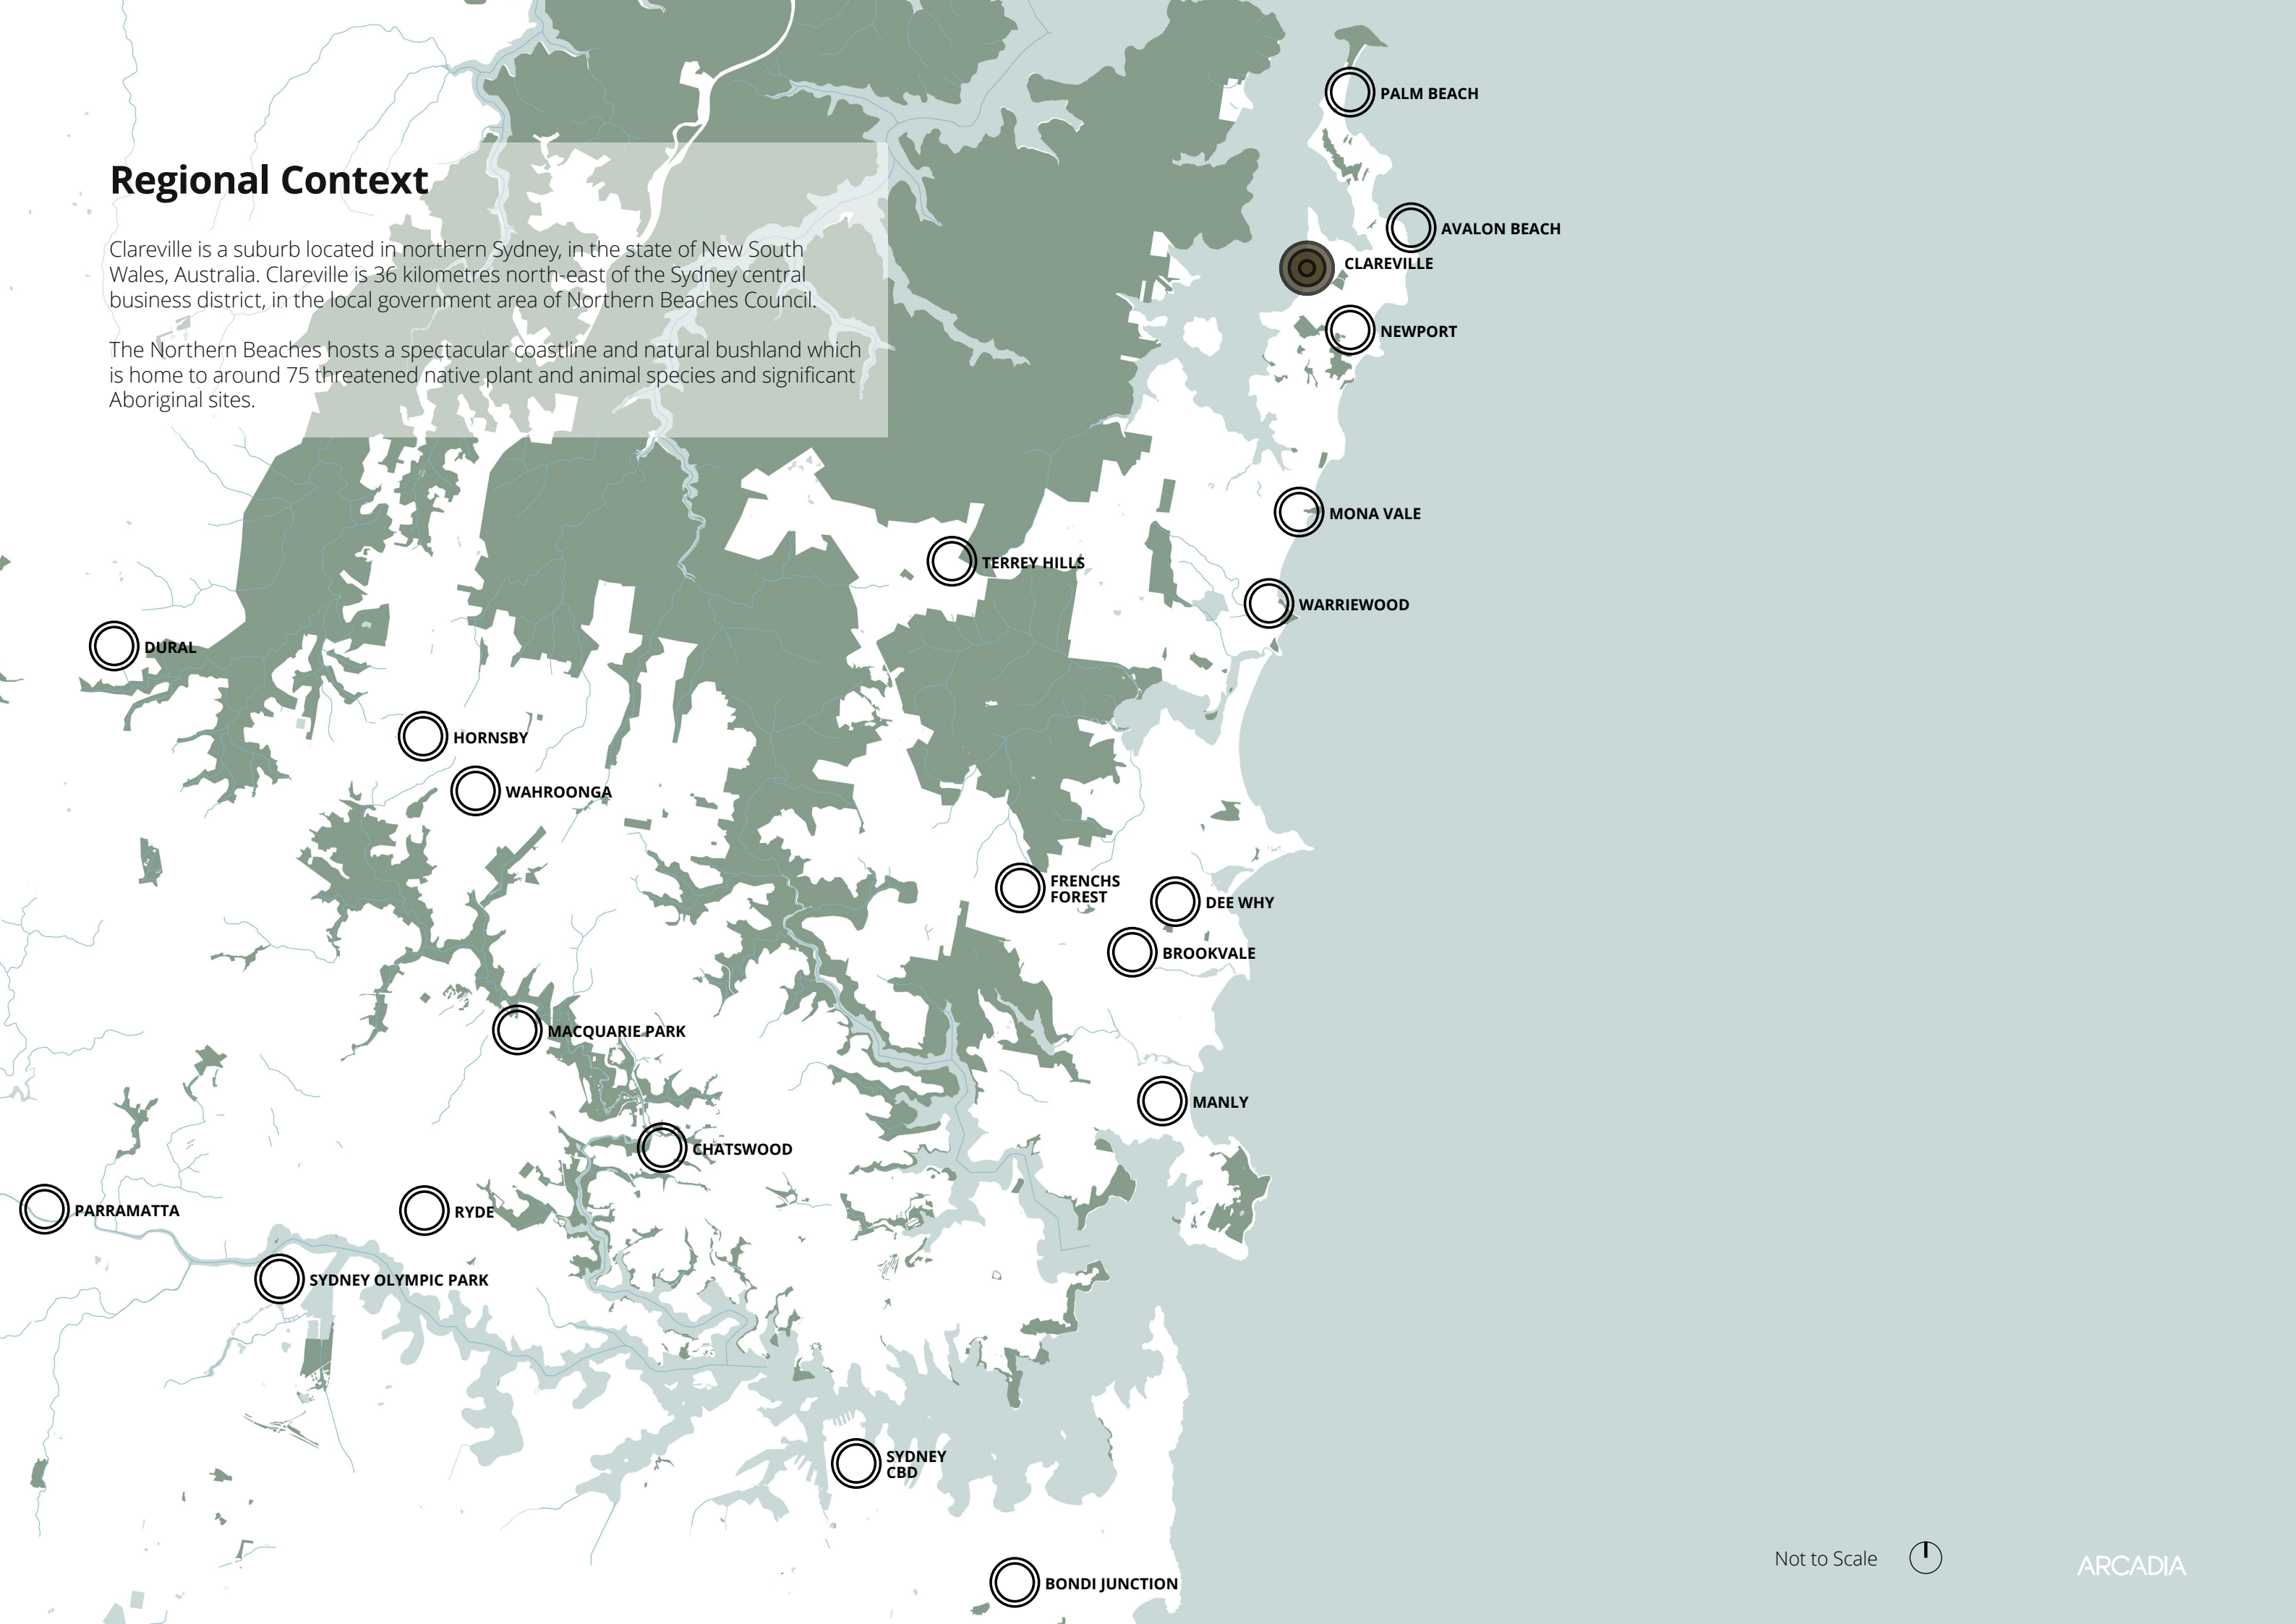 Regional Context
Clareville is a suburb located in northern Sydney, in the state of New South
Wales, Australia. Clareville is 36 kilometres north-east of the Sydney central
business district, in the local government area of Northern Beaches Council.
The Northern Beaches hosts a spectacular coastline and natural bushland which
is home to around 75 threatened native plant and animal species and significant
Aboriginal sites.
PALM BEACH
AVALON BEACH
CLAREVILLE
NEWPORT
MONA VALE
TERREY HILLS
WARRIEWOOD
DURAL
HORNSBY
WAHROONGA
FRENCHS
FOREST
DEE WHY
BROOKVALE
MACQUARIE PARK
MANLY
CHATSWOOD
PARRAMATTA
RYDE
SYDNEY OLYMPIC PARK
SYDNEY
CBD
BONDI JUNCTION
Not to Scale
ARCADIA